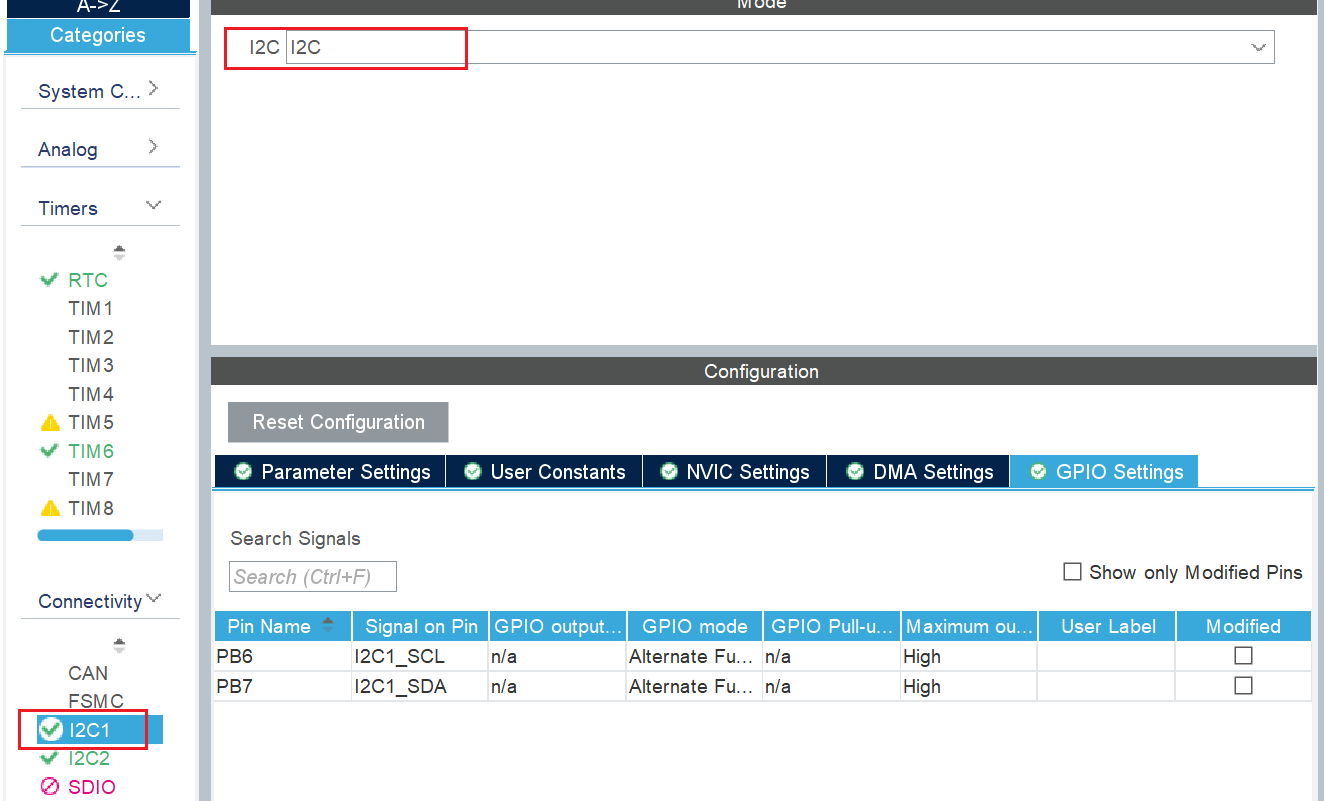 A->Z
Categories
System C...
Analog
Timers
RTC
TIM1
TIM2
TIM3
TIM4
TIM5
TIM6
TIM7
TIM8
Connectivity
CAN
FSMC
I2C1
I2C2
SDIO
Mode
I2C I2C
Configuration
Reset Configuration
Parameter Settings User Constants NVIC Settings DMA Settings GPIO Settings
Search Signals
Search (Ctrl+F)
Show only Modified Pins
Pin Name Signal on Pin GPIO output... GPIO mode GPIO Pull-u... Maximum ou... User Label Modified
PB6 I2C1_SCL n/a Alternate Fu... n/a High
PB7 I2C1_SDA n/a Alternate Fu... n/a High